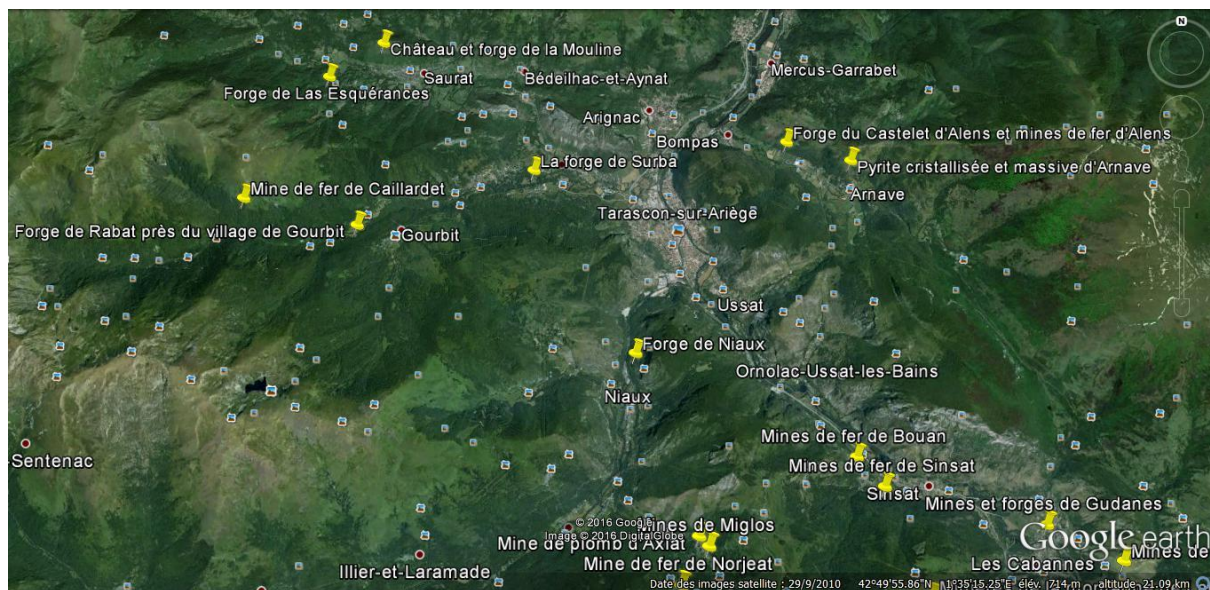 N
Château et forge de la Mouline
Mercus-Garrabet
Saurat
Bédeilhac-et-Aynat
Forge de Las Esquérances
Arignac
Bompas
Forge du Castelet d'Alens et mines de fer d'Alens
La forge de Surba
Pyrite cristallisée et massive d'Arnave
Mine de fer de Caillardet
Arnave
Tarascon-sur-Ariège
Forge de Rabat près du village de Gourbit
Gourbit
Ussat
Forge de Niaux
Ornolac-Ussat-les-Bains
Niaux
Mines de fer de Bouan
-Sentenac
Mines de fer de Sinsat
Sinsat
Mines et forges de Gudanes
© 2016 Google
Mines de Miglos
Image © 2016 DigitalGlobe
Google earth
Mine de plomb d'Axiat
Mines de
Mine de fer de Norjeat
Les Cabannes
Illier-et-Laramade
Date des images satellite : 29/9/2010 42°49'55.86"N 1°35'15.25"E élév. 714 m altitude 21.09 km